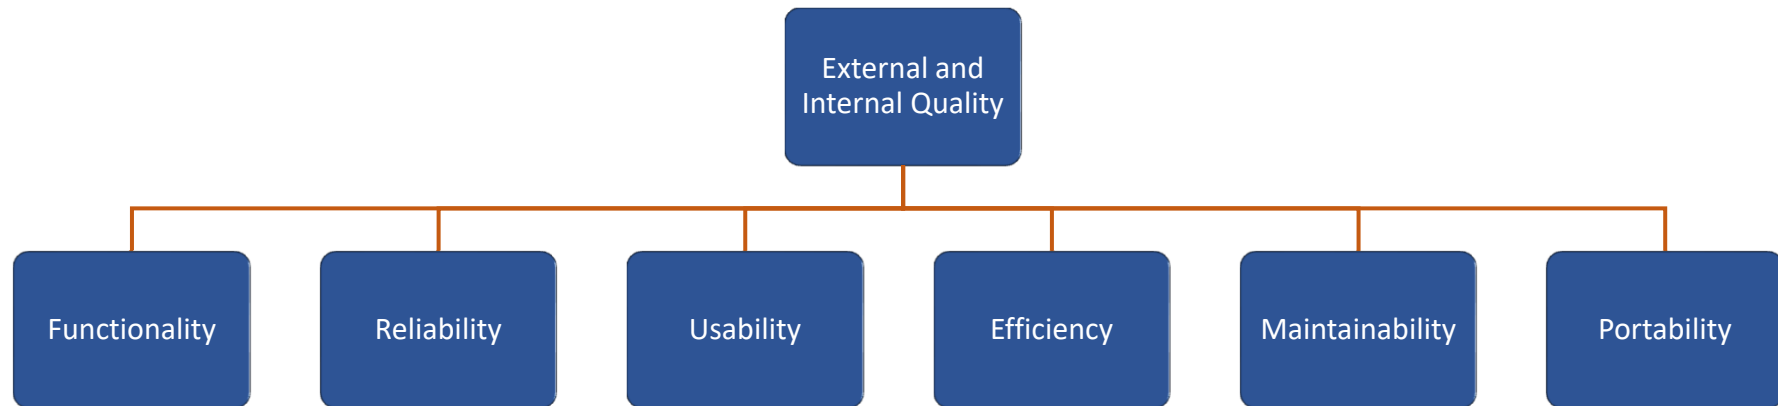 External and
Internal Quality
Functionality
Reliability
Usability
Efficiency
Maintainability
Portability